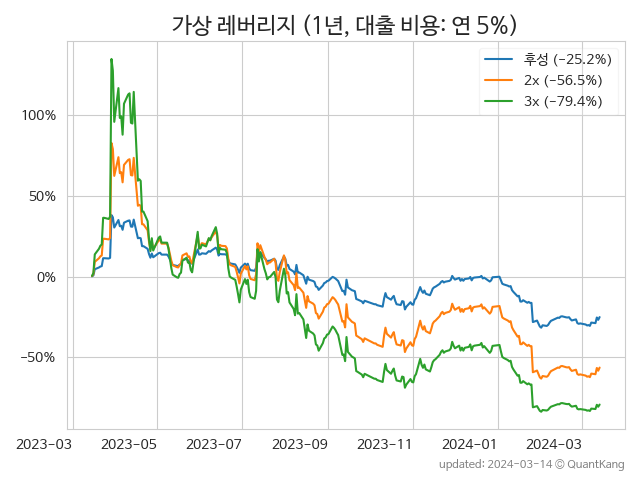 가상 레버리지 (1년, 대출 비용: 연 5%)
후성 (-25.2%)
2x (-56.5%)
3x (-79.4%)
100%
50%
0%
−50%
2023-03 2023-05 2023-07 2023-09 2023-11 2024-01 2024-03
updated: 2024-03-14 © QuantKang